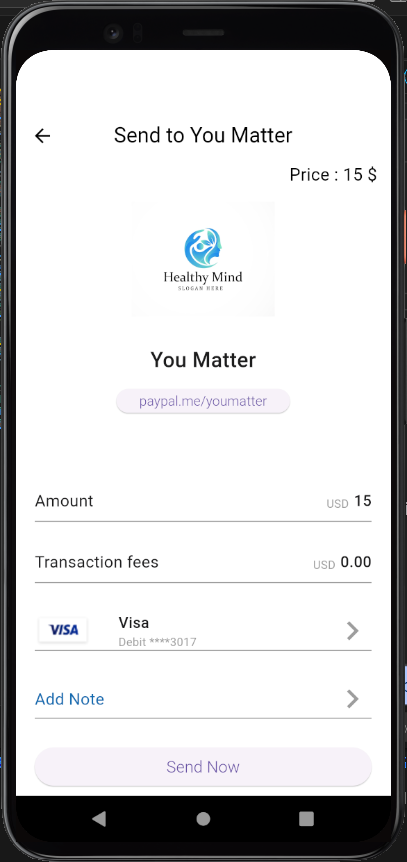 Send to You Matter
Price : 15 $
Healthy Mind
SLOGAN HERE
You Matter
paypal.me/youmatter
Amount USD 15
Transaction fees USD 0.00
VISA Visa
Debit ****3017
Add Note
Send Now